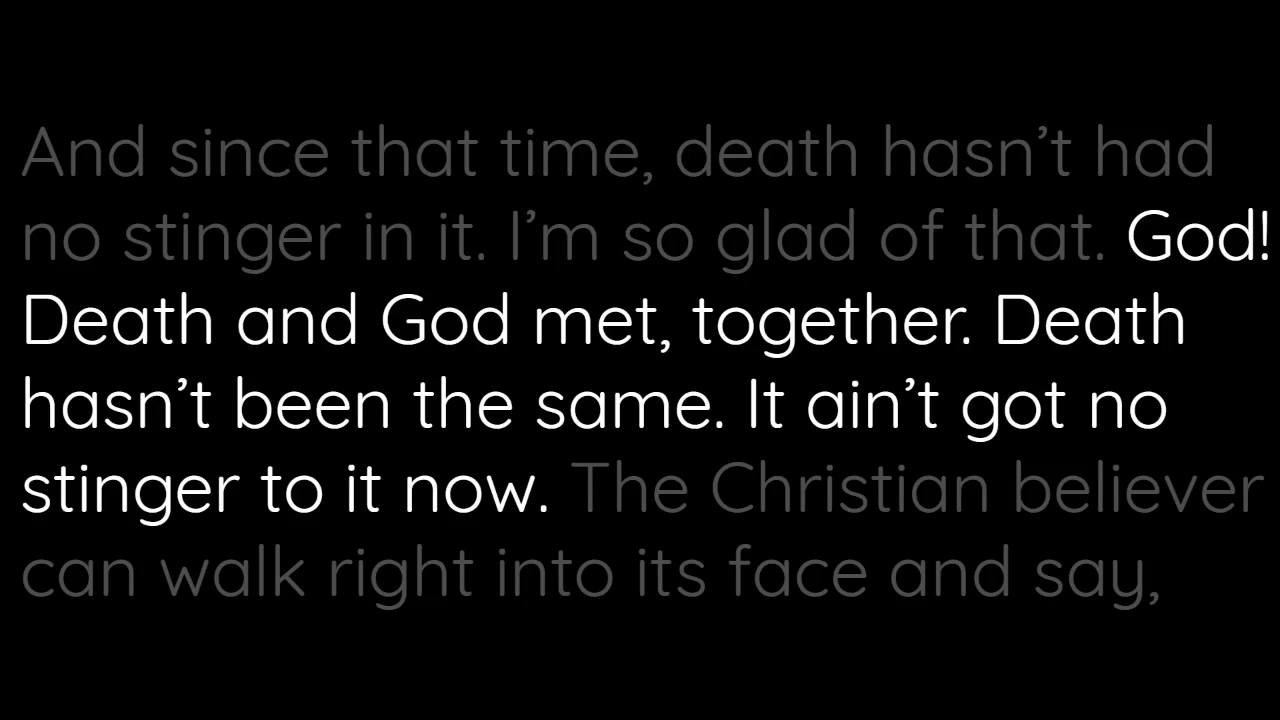 And since that time, death hasn’t had
no stinger in it. I’m so glad of that. God!
Death and God met, together. Death
hasn’t been the same. It ain’t got no
stinger to it now. The Christian believer
can walk right into its face and say,